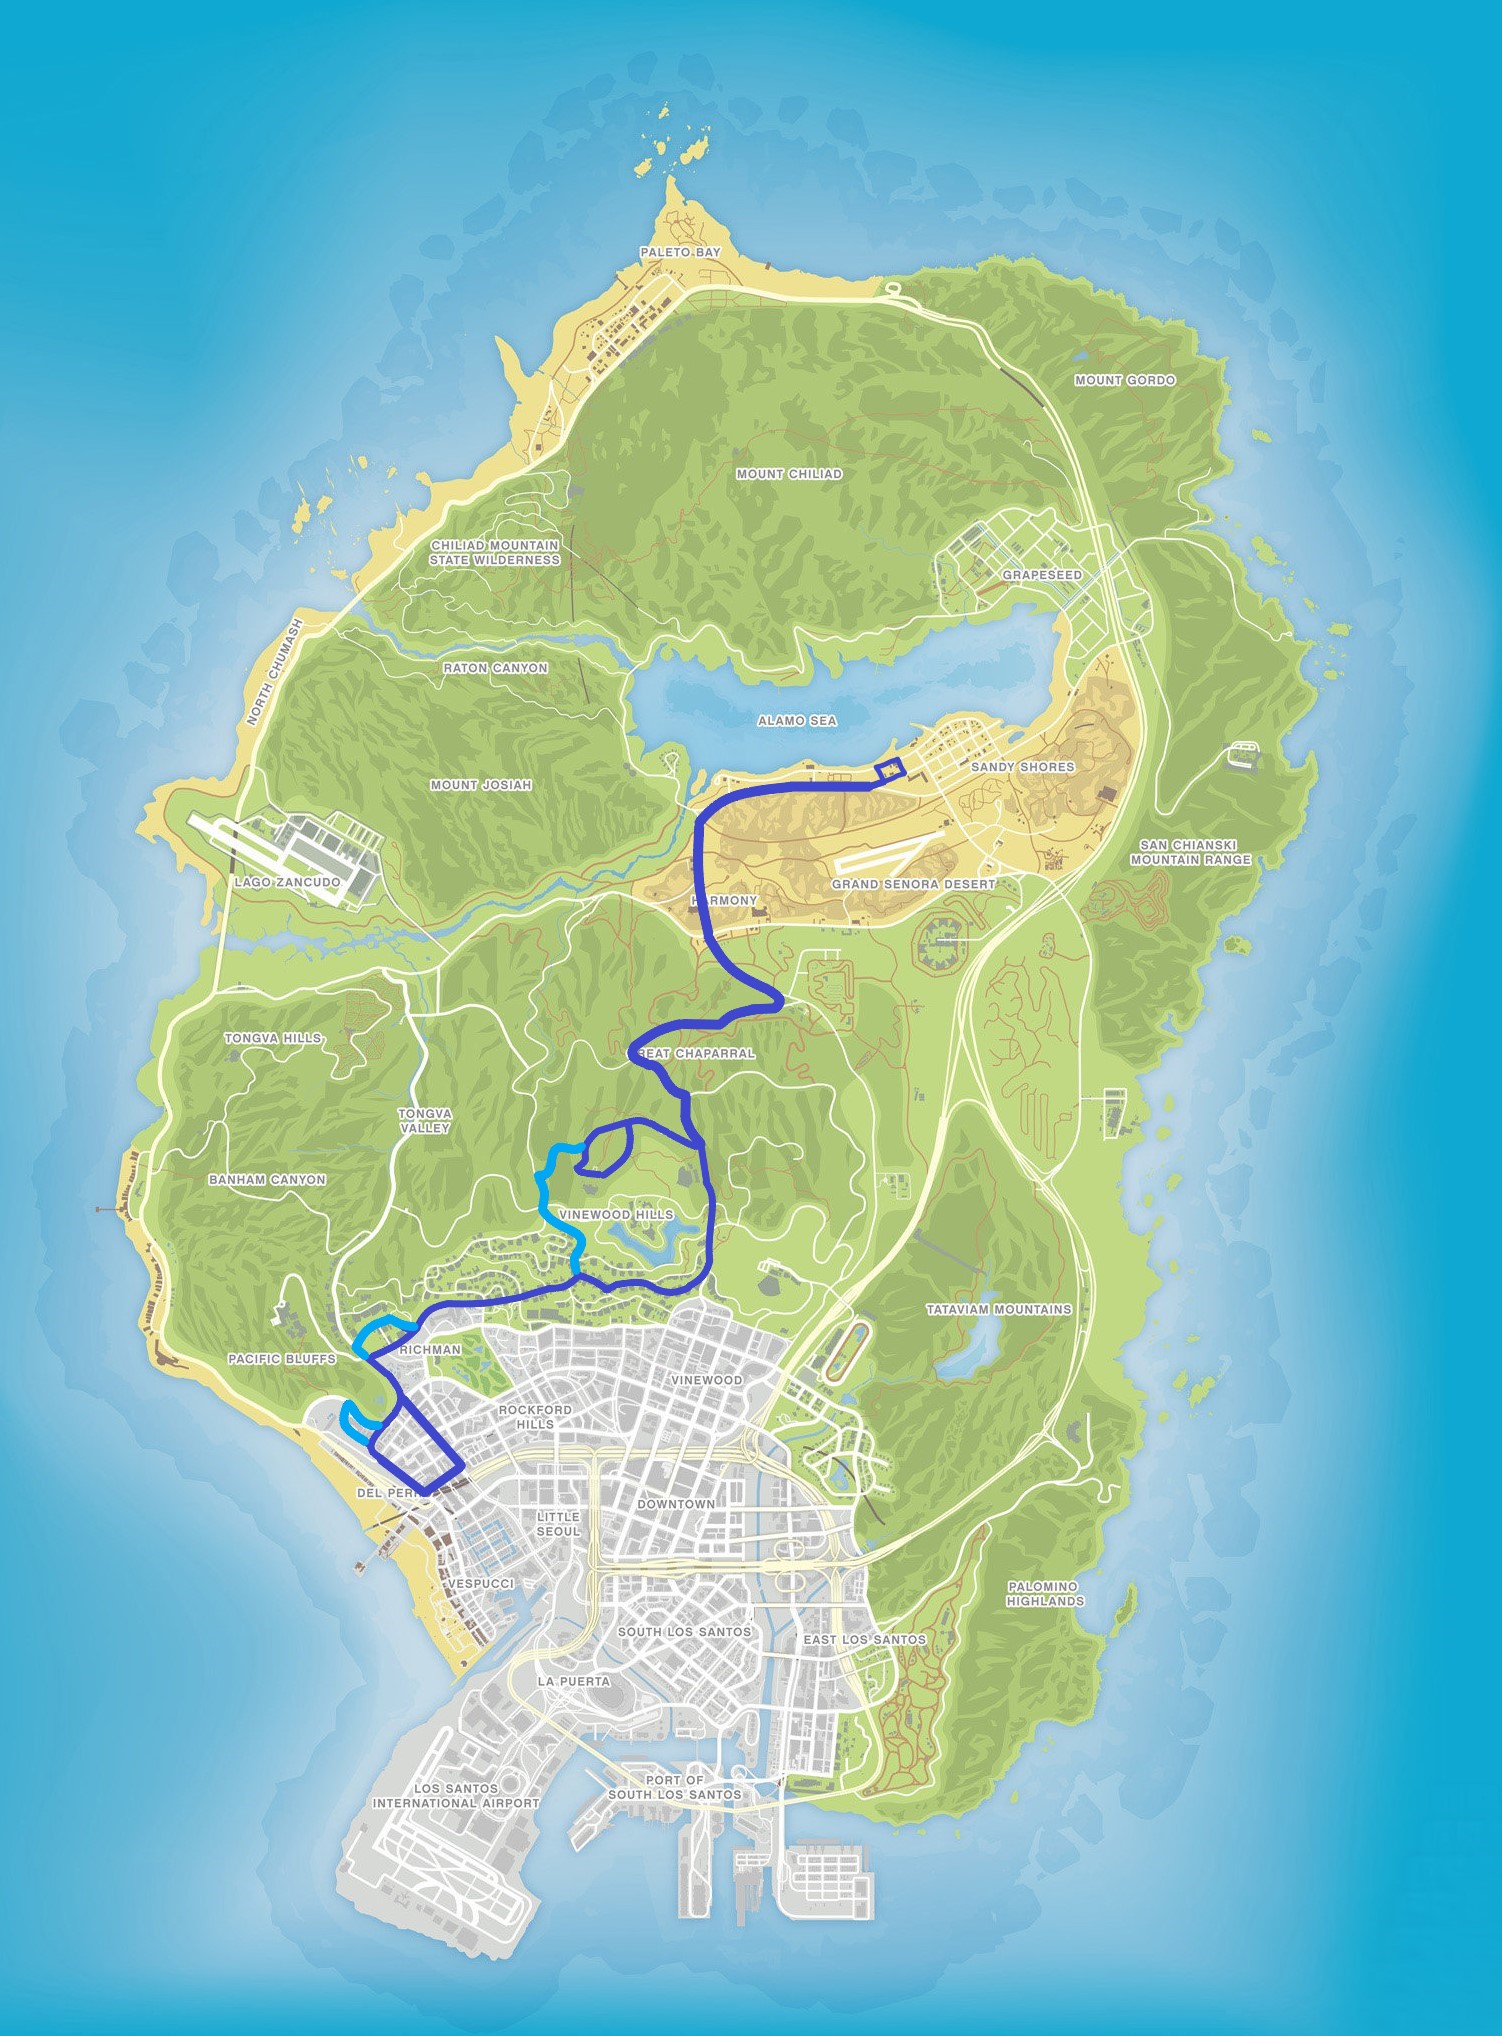 PALETO BAY
MOUNT GORDO
MOUNT CHILIAD
CHILIAD MOUNTAIN
STATE WILDERNESS
GRAPESEED
NORTH CHUMASH
RATON CANYON
ALAMO SEA
SANDY SHORES
MOUNT JOSIAH
SAN CHIANSKI
MOUNTAIN RANGE
LAGO ZANCUDO
GRAND SENORA DESERT
H ARMONY
TONGVA HILLS
REAT CHAPARRAL
TONGVA
VALLEY
BANHAM CANYON
VINEWOOD HILLS
TATAVIAM MOUNTAINS
PACIFIC BLUFFS
RICHMAN
VINEWOOD
ROCKFORD
HILLS
DEL PER
DOWNTOWN
LITTLE
SEOUL
VESPUCCI
PALOMINO
HIGHLANDS
SOUTH LOS SANTOS
EAST LOS SANTOS
LA PUERTA
PORT OF
SOUTH LOS SANTOS
LOS SANTOS
INTERNATIONAL AIRPORT